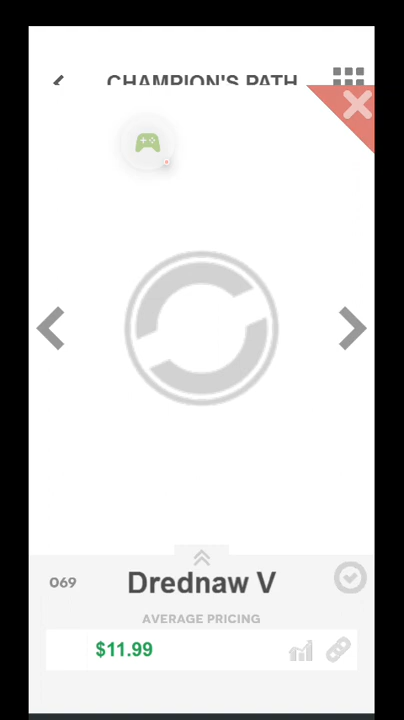 CHAMPION'S PATH
069
Drednaw V
AVERAGE PRICING
$11.99